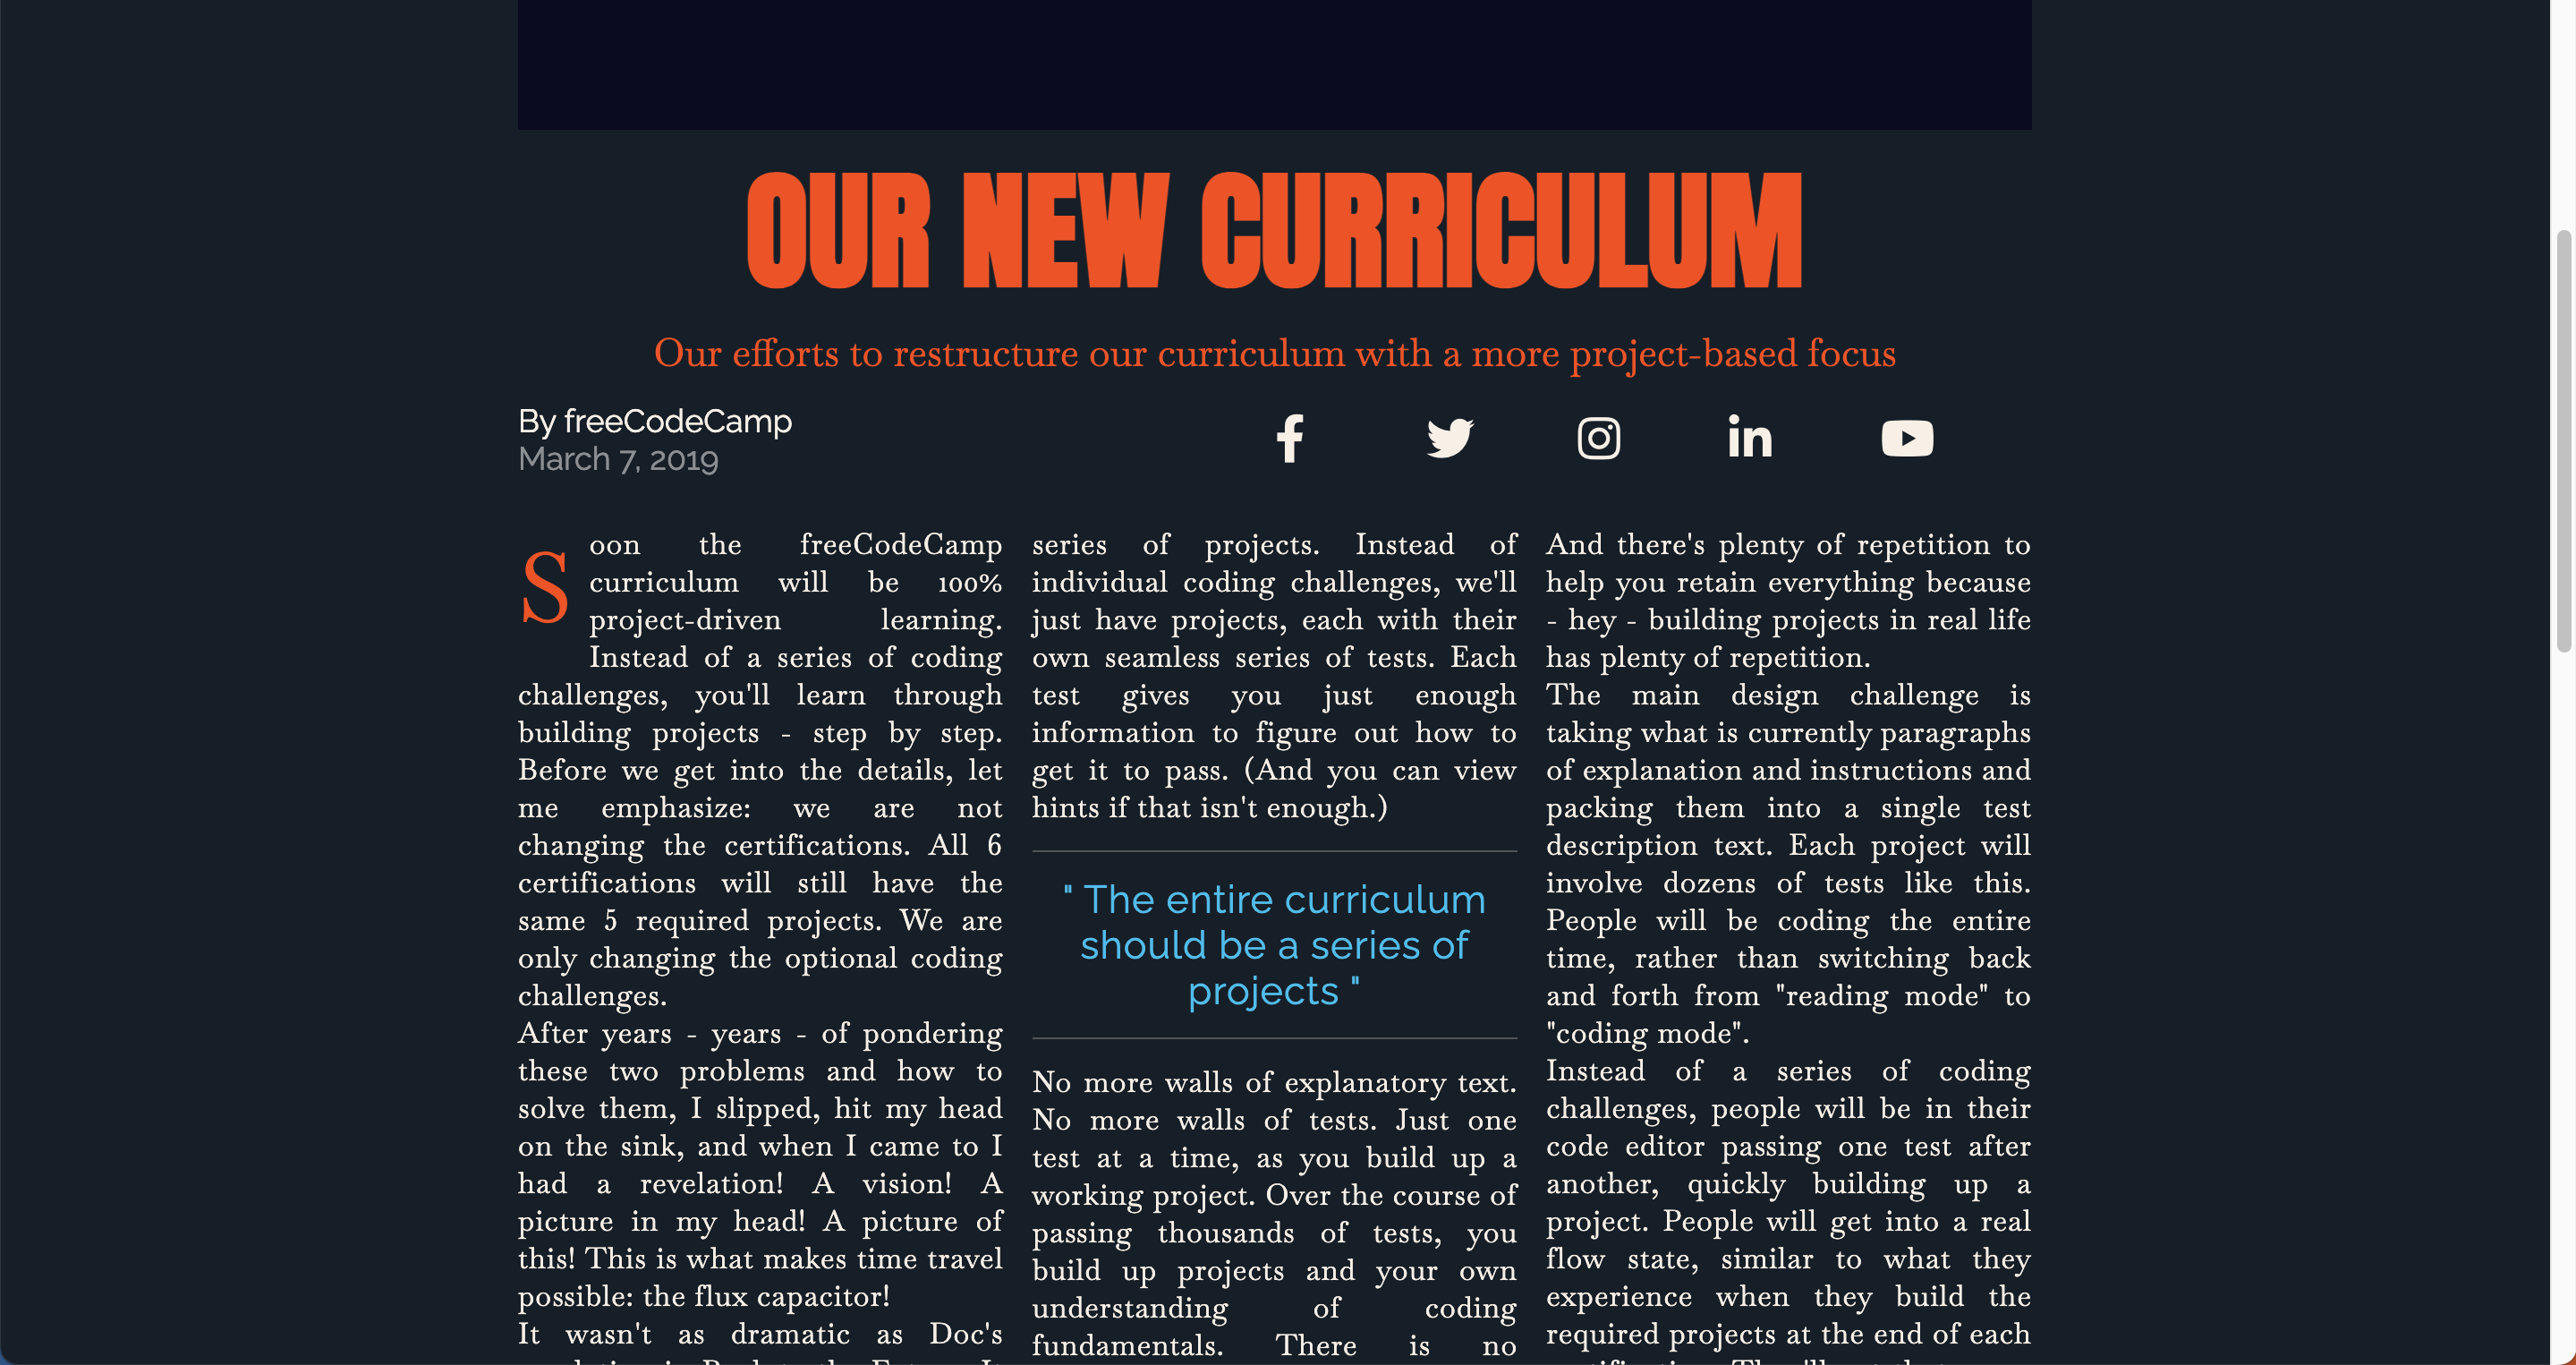 OUR NEW CURRICULUM
Our efforts to restructure our curriculum with a more project-based focus
By freeCodeCamp
March 7, 2019
Soon the freeCodeCamp
curriculum will be 100%
project-driven learning.
Instead of a series of coding
challenges, you'll learn through
building projects - step by step.
Before we get into the details, let
me emphasize: we are not
changing the certifications. All 6
certifications will still have the
same 5 required projects. We are
only changing the optional coding
challenges.
After years - years - of pondering
these two problems and how to
solve them, I slipped, hit my head
on the sink, and when I came to I
had a revelation! A vision! A
picture in my head! A picture of
this! This is what makes time travel
possible: the flux capacitor!
It wasn't as dramatic as Doc's
series of projects. Instead of
individual coding challenges, we'll
just have projects, each with their
own seamless series of tests. Each
test gives you just enough
information to figure out how to
get it to pass. (And you can view
hints if that isn't enough.)
" The entire curriculum
should be a series of
projects "
No more walls of explanatory text.
No more walls of tests. Just one
test at a time, as you build up a
working project. Over the course of
passing thousands of tests, you
build up projects and your own
understanding of coding
fundamentals. There is no
And there's plenty of repetition to
help you retain everything because
- hey - building projects in real life
has plenty of repetition.
The main design challenge is
taking what is currently paragraphs
of explanation and instructions and
packing them into a single test
description text. Each project will
involve dozens of tests like this.
People will be coding the entire
time, rather than switching back
and forth from "reading mode" to
"coding mode".
Instead of a series of coding
challenges, people will be in their
code editor passing one test after
another, quickly building up a
project. People will get into a real
flow state, similar to what they
experience when they build the
required projects at the end of each